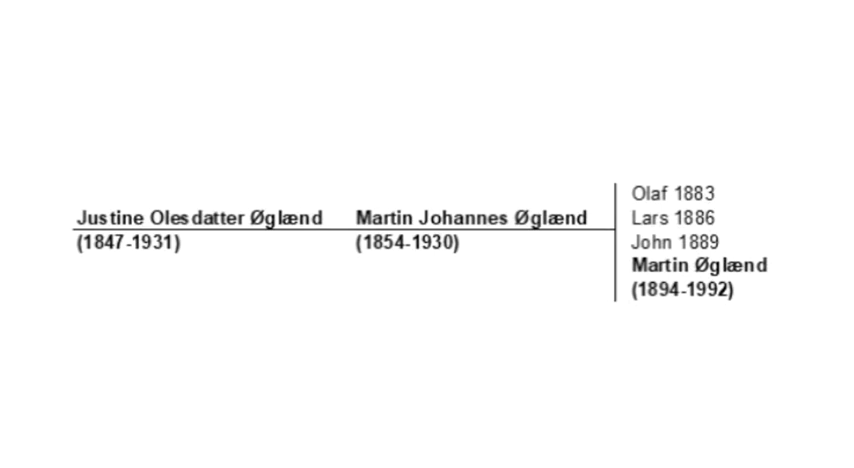 Justine Olesdatter Øglænd
(1847-1931)
Martin Johannes Øglænd
(1854-1930)
Olaf 1883
Lars 1886
John 1889
Martin Øglænd
(1894-1992)